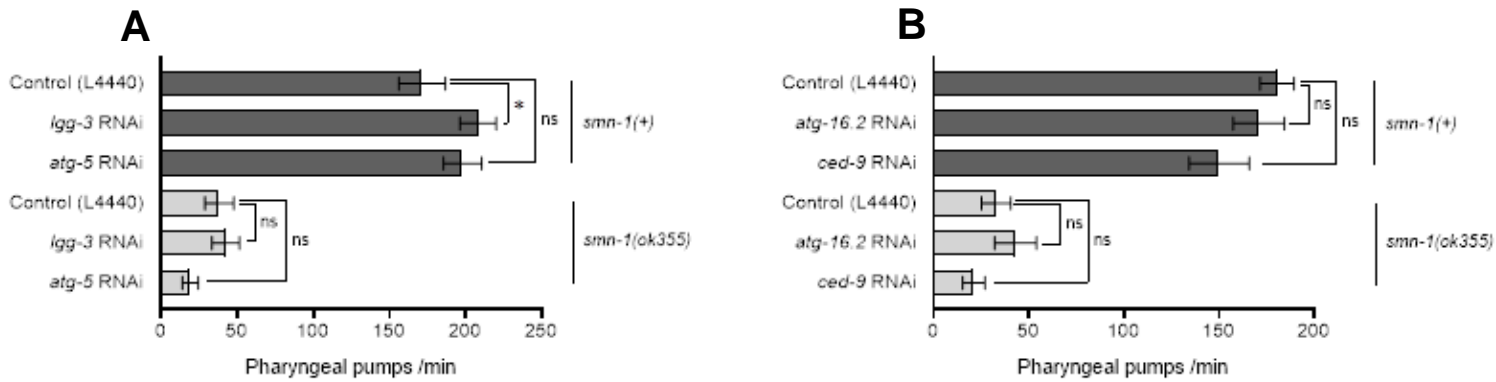 A
Control (L4440)
lgg-3 RNAi
atg-5 RNAi
Control (L4440)
lgg-3 RNAi
atg-5 RNAi
*
ns
smn-1(+)
ns
ns
smn-1(ok355)
0 50 100 150 200 250
Pharyngeal pumps /min
B
Control (L4440)
atg-16.2 RNAi
ced-9 RNAi
Control (L4440)
atg-16.2 RNAi
ced-9 RNAi
ns
ns
smn-1(+)
ns
ns
smn-1(ok355)
0 50 100 150 200
Pharyngeal pumps /min